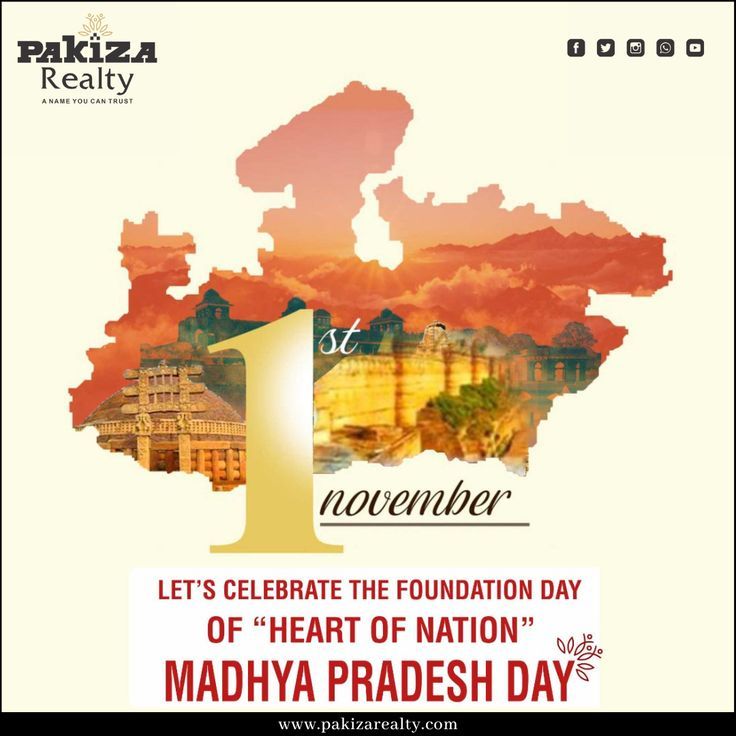 PAKIZA
Realty
A NAME YOU CAN TRUST
1st
november
LET'S CELEBRATE THE FOUNDATION DAY
OF “HEART OF NATION”
MADHYA PRADESH DAY
www.pakizarealty.com